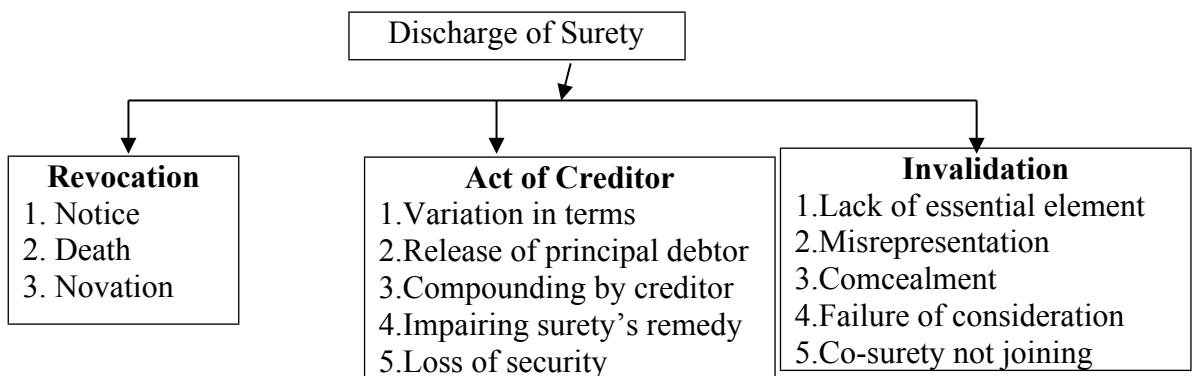 Discharge of Surety
Revocation
1. Notice
2. Death
3. Novation
Act of Creditor
1.Variation in terms
2.Release of principal debtor
3.Compounding by creditor
4.Impairing surety’s remedy
5.Loss of security
Invalidation
1.Lack of essential element
2.Misrepresentation
3.Comcealment
4.Failure of consideration
5.Co-surety not joining